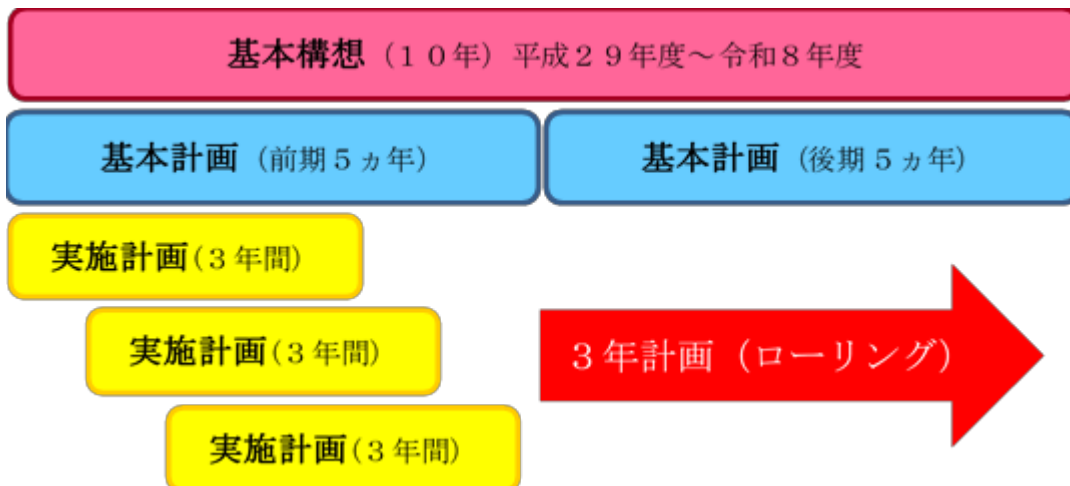 基本構想（１０年）平成２９年度～令和８年度
基本計画（前期５ヵ年）
基本計画（後期５ヵ年）
実施計画(３年間)
実施計画(３年間)
３年計画（ローリング）
実施計画(３年間)